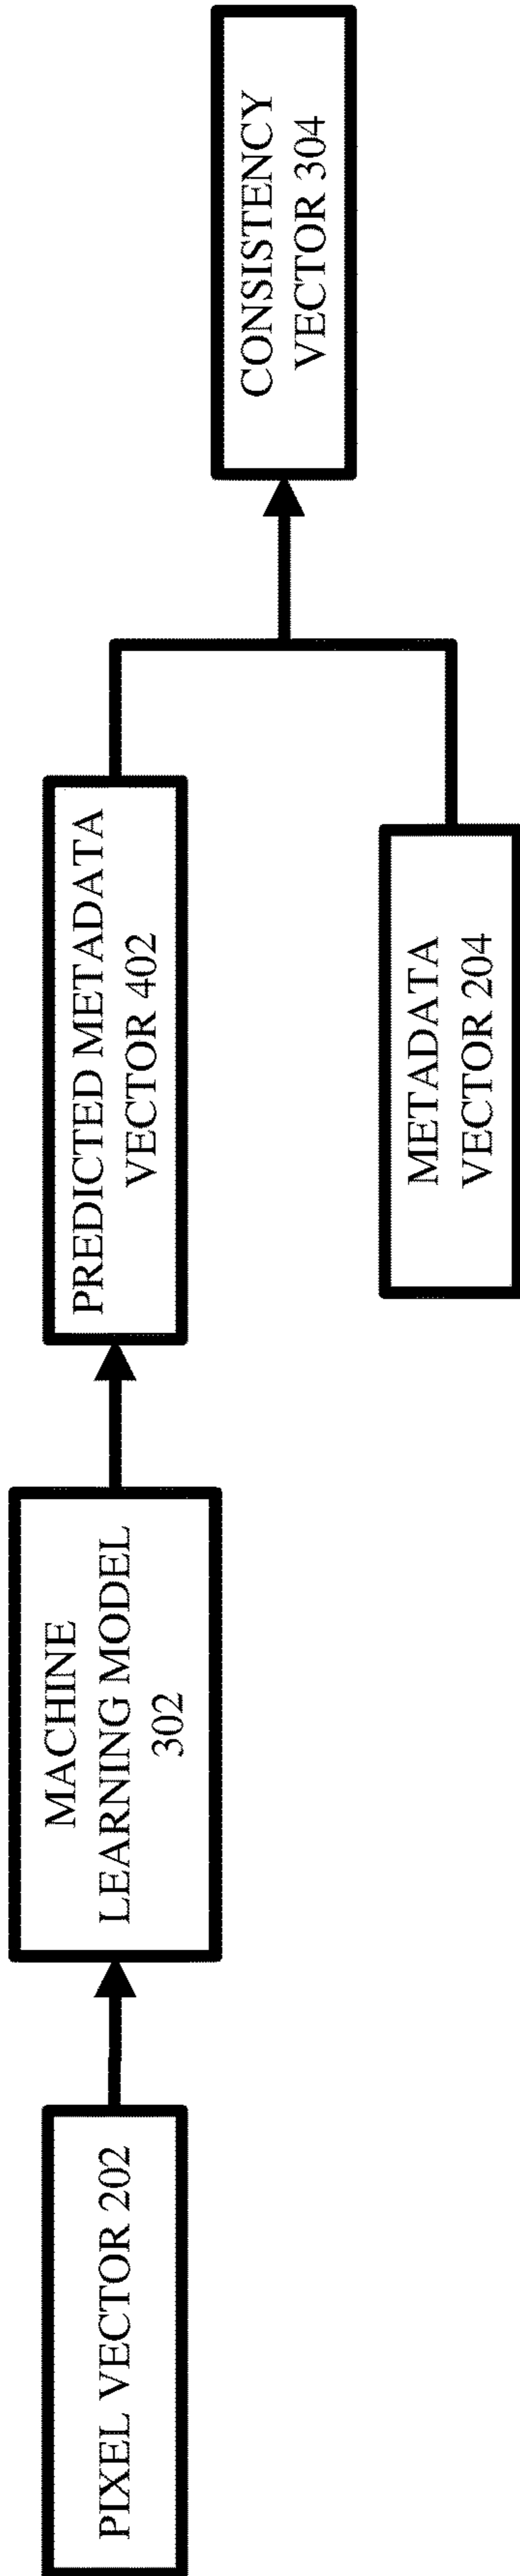 PIXEL VECTOR 202
MACHINE
LEARNING MODEL
302
PREDICTED METADATA
VECTOR 402
METADATA
VECTOR 204
CONSISTENCY
VECTOR 304